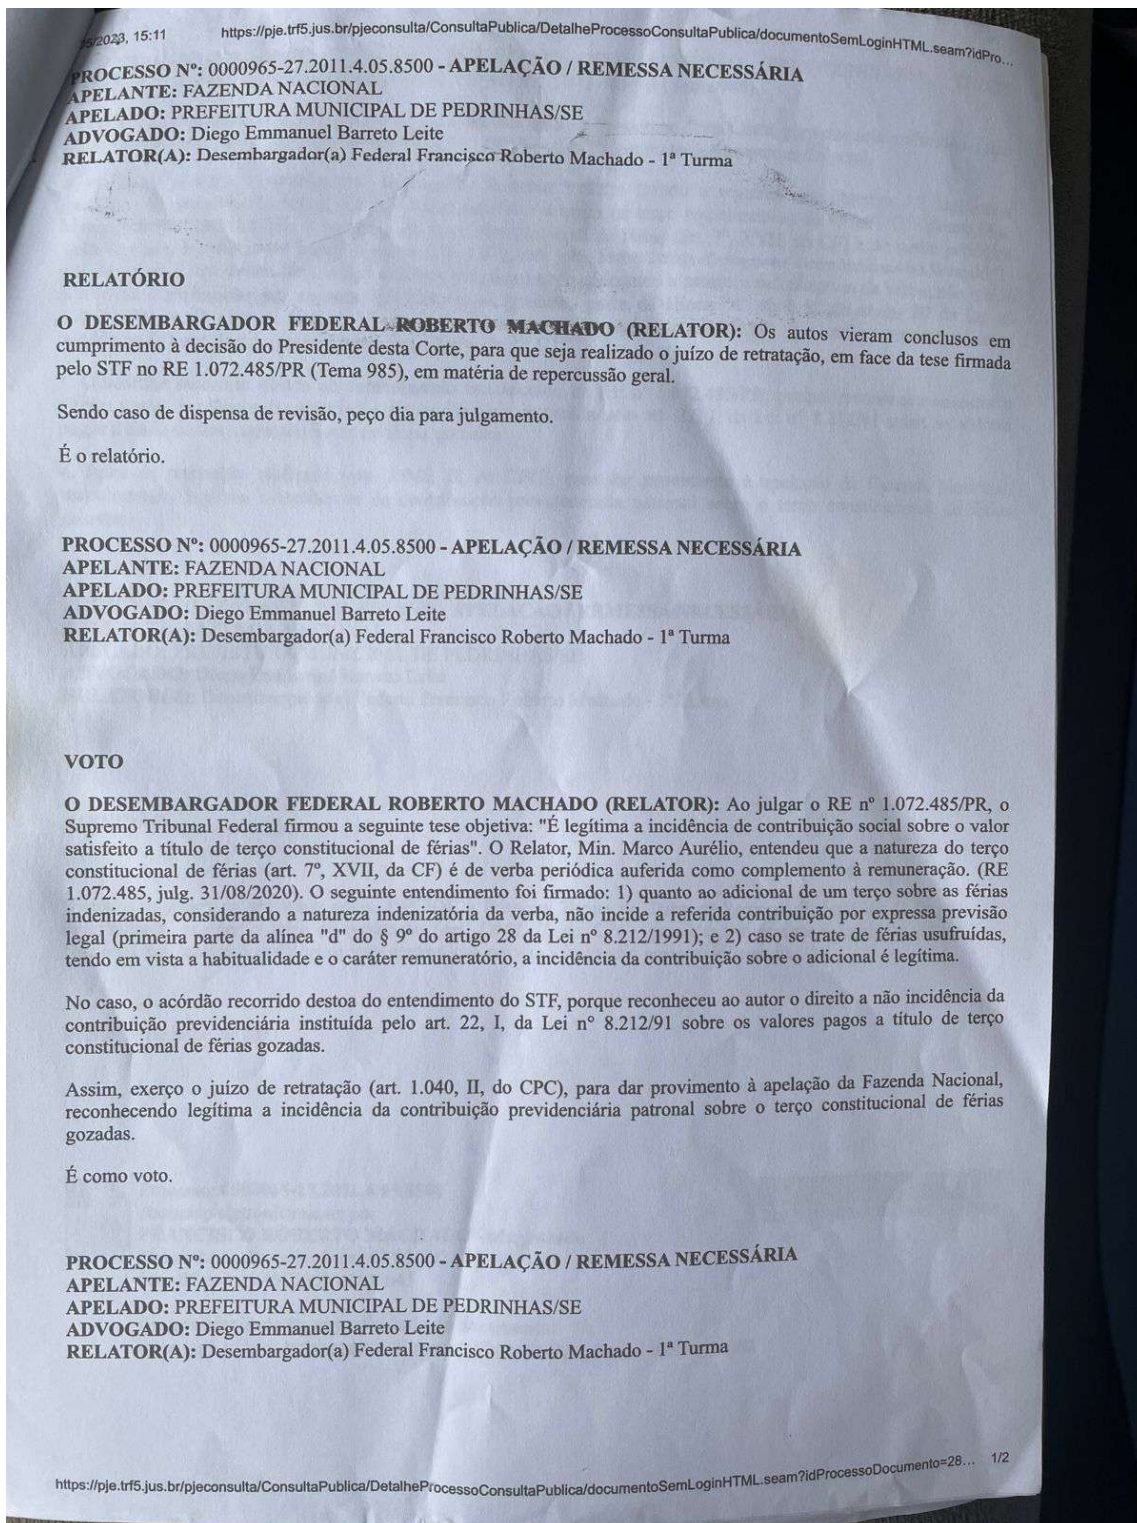 5/2023, 15:11 https://pje.trf5.jus.br/pjeconsulta/ConsultaPublica/DetalheProcessoConsultaPublica/documentoSemLoginHTML.seam?idPro...
PROCESSO Nº: 0000965-27.2011.4.05.8500 - APELAÇÃO / REMESSA NECESSÁRIA
APELANTE: FAZENDA NACIONAL
APELADO: PREFEITURA MUNICIPAL DE PEDRINHAS/SE
ADVOGADO: Diego Emmanuel Barreto Leite
RELATOR(A): Desembargador(a) Federal Francisco Roberto Machado - 1ª Turma
RELATÓRIO
O DESEMBARGADOR FEDERAL ROBERTO MACHADO (RELATOR): Os autos vieram conclusos em
cumprimento à decisão do Presidente desta Corte, para que seja realizado o juízo de retratação, em face da tese firmada
pelo STF no RE 1.072.485/PR (Tema 985), em matéria de repercussão geral.
Sendo caso de dispensa de revisão, peço dia para julgamento.
É o relatório.
PROCESSO Nº: 0000965-27.2011.4.05.8500 - APELAÇÃO / REMESSA NECESSÁRIA
APELANTE: FAZENDA NACIONAL
APELADO: PREFEITURA MUNICIPAL DE PEDRINHAS/SE
ADVOGADO: Diego Emmanuel Barreto Leite
RELATOR(A): Desembargador(a) Federal Francisco Roberto Machado - 1ª Turma
VOTO
O DESEMBARGADOR FEDERAL ROBERTO MACHADO (RELATOR): Ao julgar o RE nº 1.072.485/PR, o
Supremo Tribunal Federal firmou a seguinte tese objetiva: "É legítima a incidência de contribuição social sobre o valor
satisfeito a título de terço constitucional de férias". O Relator, Min. Marco Aurélio, entendeu que a natureza do terço
constitucional de férias (art. 7º, XVII, da CF) é de verba periódica auferida como complemento à remuneração. (RE
1.072.485, julg. 31/08/2020). O seguinte entendimento foi firmado: 1) quanto ao adicional de um terço sobre as férias
indenizadas, considerando a natureza indenizatória da verba, não incide a referida contribuição por expressa previsão
legal (primeira parte da alínea "d" do § 9º do artigo 28 da Lei nº 8.212/1991); e 2) caso se trate de férias usufruídas,
tendo em vista a habitualidade e o caráter remuneratório, a incidência da contribuição sobre o adicional é legítima.
No caso, o acórdão recorrido destoa do entendimento do STF, porque reconheceu ao autor o direito a não incidência da
contribuição previdenciária instituída pelo art. 22, I, da Lei nº 8.212/91 sobre os valores pagos a título de terço
constitucional de férias gozadas.
Assim, exerço o juízo de retratação (art. 1.040, II, do CPC), para dar provimento à apelação da Fazenda Nacional,
reconhecendo legítima a incidência da contribuição previdenciária patronal sobre o terço constitucional de férias
gozadas.
É como voto.
PROCESSO Nº: 0000965-27.2011.4.05.8500 - APELAÇÃO / REMESSA NECESSÁRIA
APELANTE: FAZENDA NACIONAL
APELADO: PREFEITURA MUNICIPAL DE PEDRINHAS/SE
ADVOGADO: Diego Emmanuel Barreto Leite
RELATOR(A): Desembargador(a) Federal Francisco Roberto Machado - 1ª Turma
https://pje.trf5.jus.br/pjeconsulta/ConsultaPublica/DetalheProcessoConsultaPublica/documentoSemLoginHTML.seam?idProcessoDocumento=28... 1/2